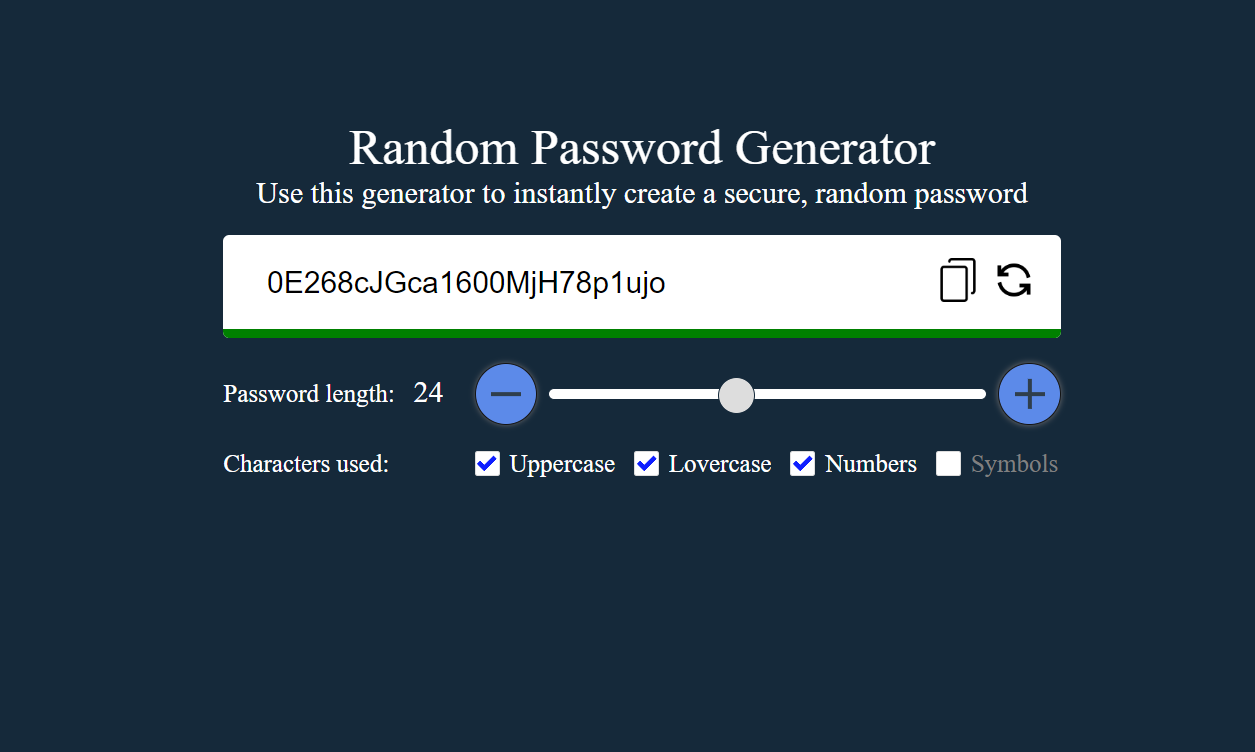 Random Password Generator
Use this generator to instantly create a secure, random password
0E268cJGca1600MjH78p1ujo
Password length: 24
Characters used: Uppercase Lovercase Numbers Symbols